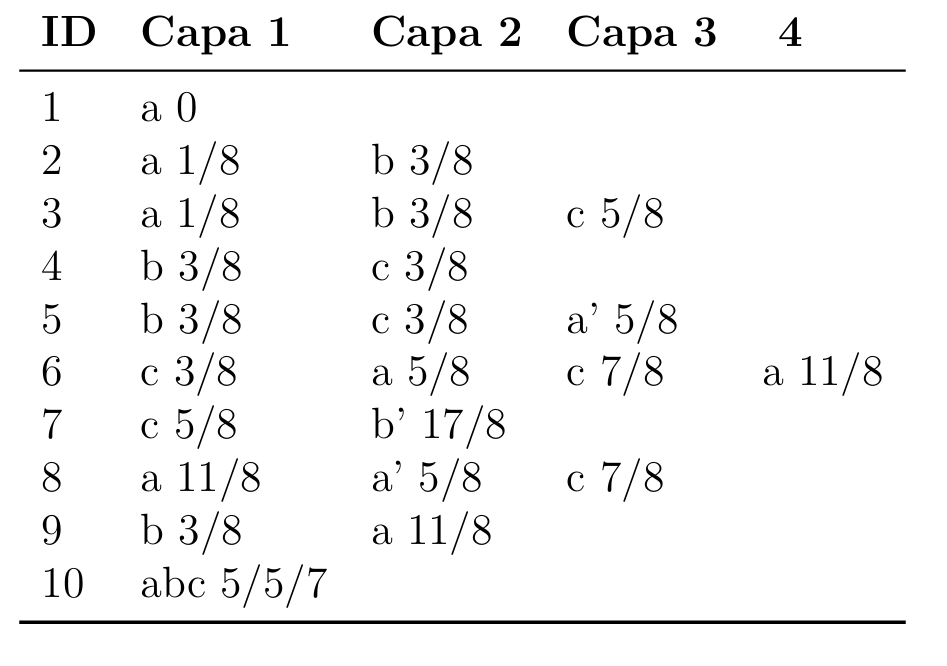 ID Capa 1 Capa 2 Capa 3 4
1 a 0
2 a 1/8 b 3/8
3 a 1/8 b 3/8 c 5/8
4 b 3/8 c 3/8
5 b 3/8 c 3/8 a' 5/8
6 c 3/8 a 5/8 c 7/8 a 11/8
7 c 5/8 b' 17/8
8 a 11/8 a' 5/8 c 7/8
9 b 3/8 a 11/8
10 abc 5/5/7